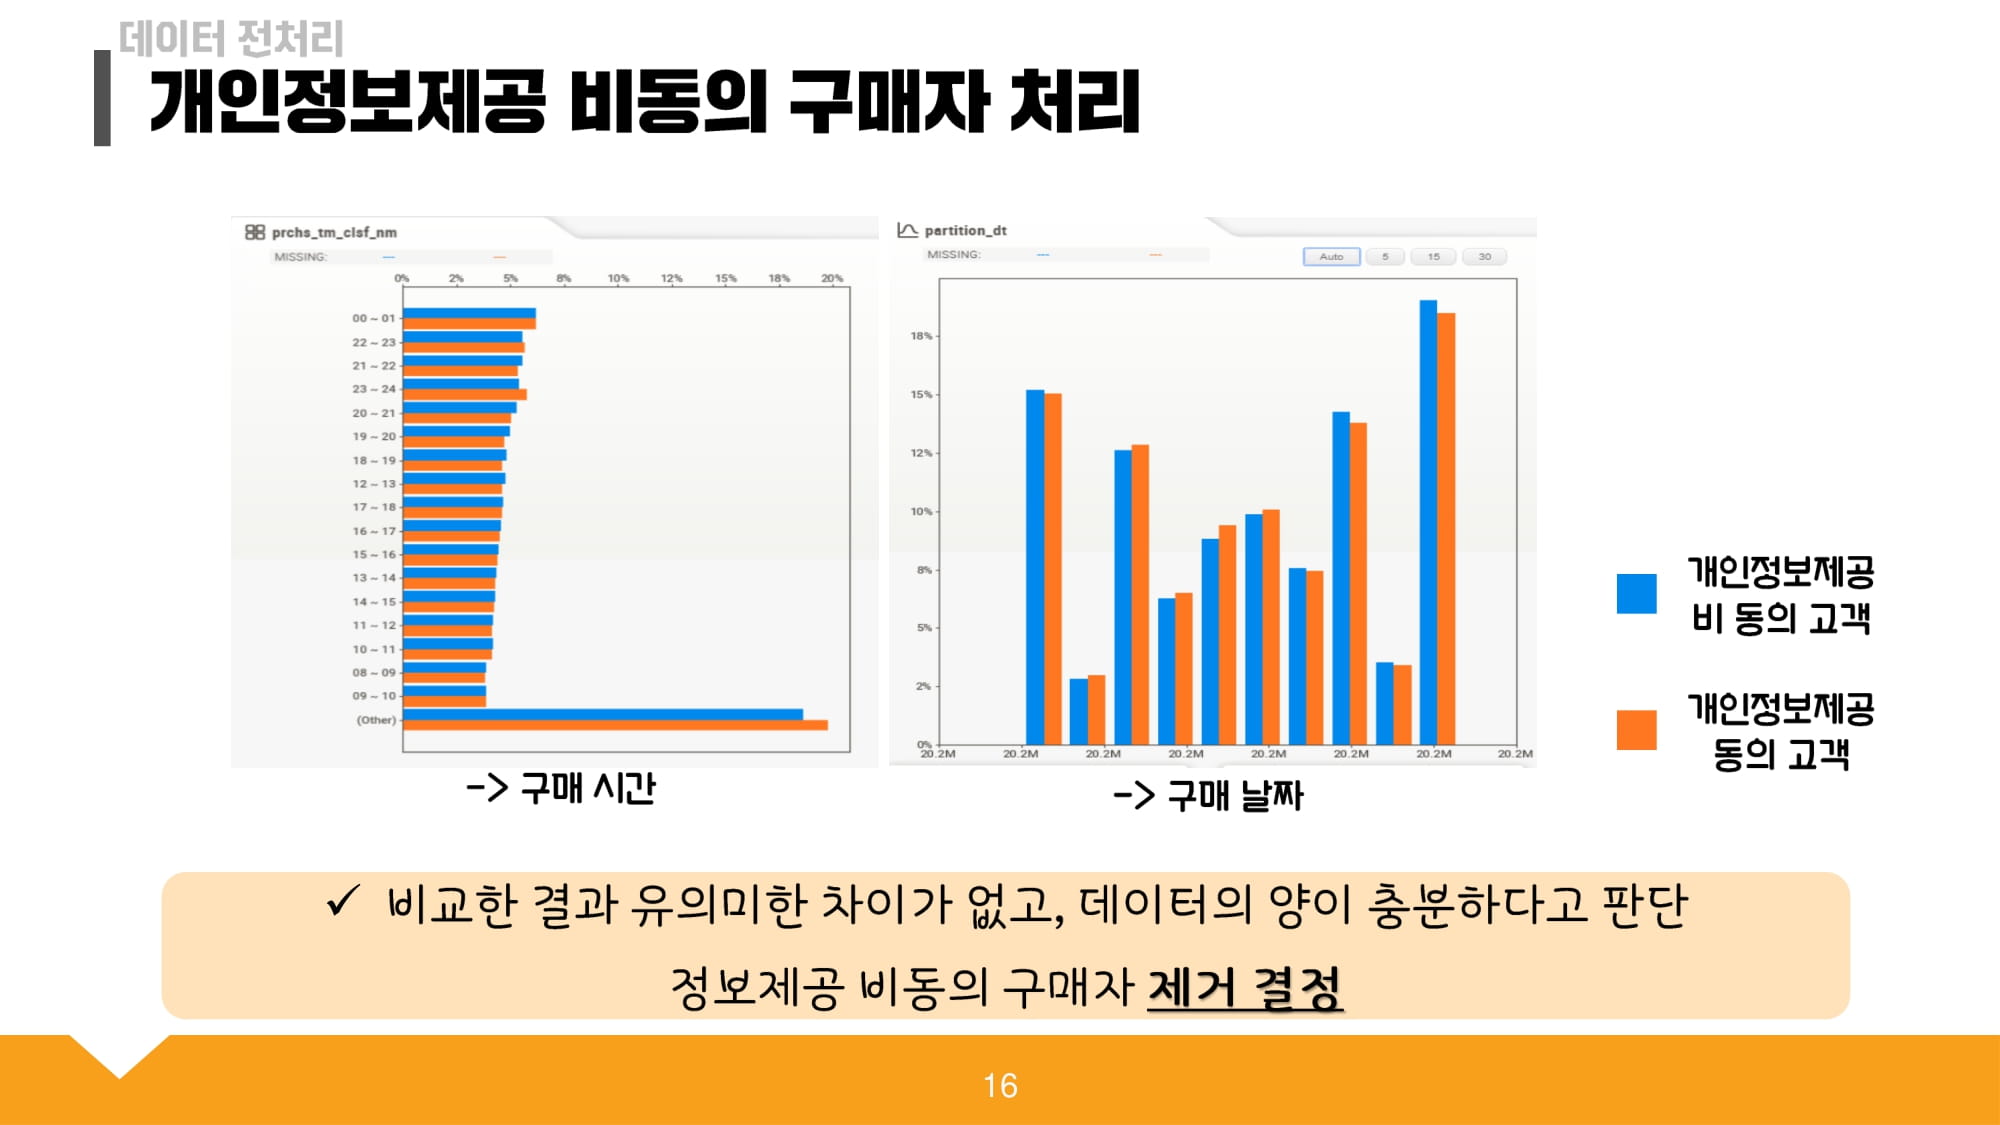 데이터 전처리
개인정보제공 비동의 구매자 처리
prchs_tm_clsf_nm
MISSING: --- ---
0% 2% 5% 8% 10% 12% 15% 18% 20%
00 ~ 01
22 ~ 23
21 ~ 22
23 ~ 24
20 ~ 21
19 ~ 20
18 ~ 19
12 ~ 13
17 ~ 18
16 ~ 17
15 ~ 16
13 ~ 14
14 ~ 15
11 ~ 12
10 ~ 11
08 ~ 09
09 ~ 10
(Other)
-> 구매 시간
partition_dt
MISSING: --- ---
Auto 5 15 30
18%
15%
12%
10%
8%
5%
2%
0%
20.2M 20.2M 20.2M 20.2M 20.2M 20.2M 20.2M 20.2M
-> 구매 날짜
개인정보제공
비 동의 고객
개인정보제공
동의 고객
✓ 비교한 결과 유의미한 차이가 없고, 데이터의 양이 충분하다고 판단
정보제공 비동의 구매자 제거 결정
16